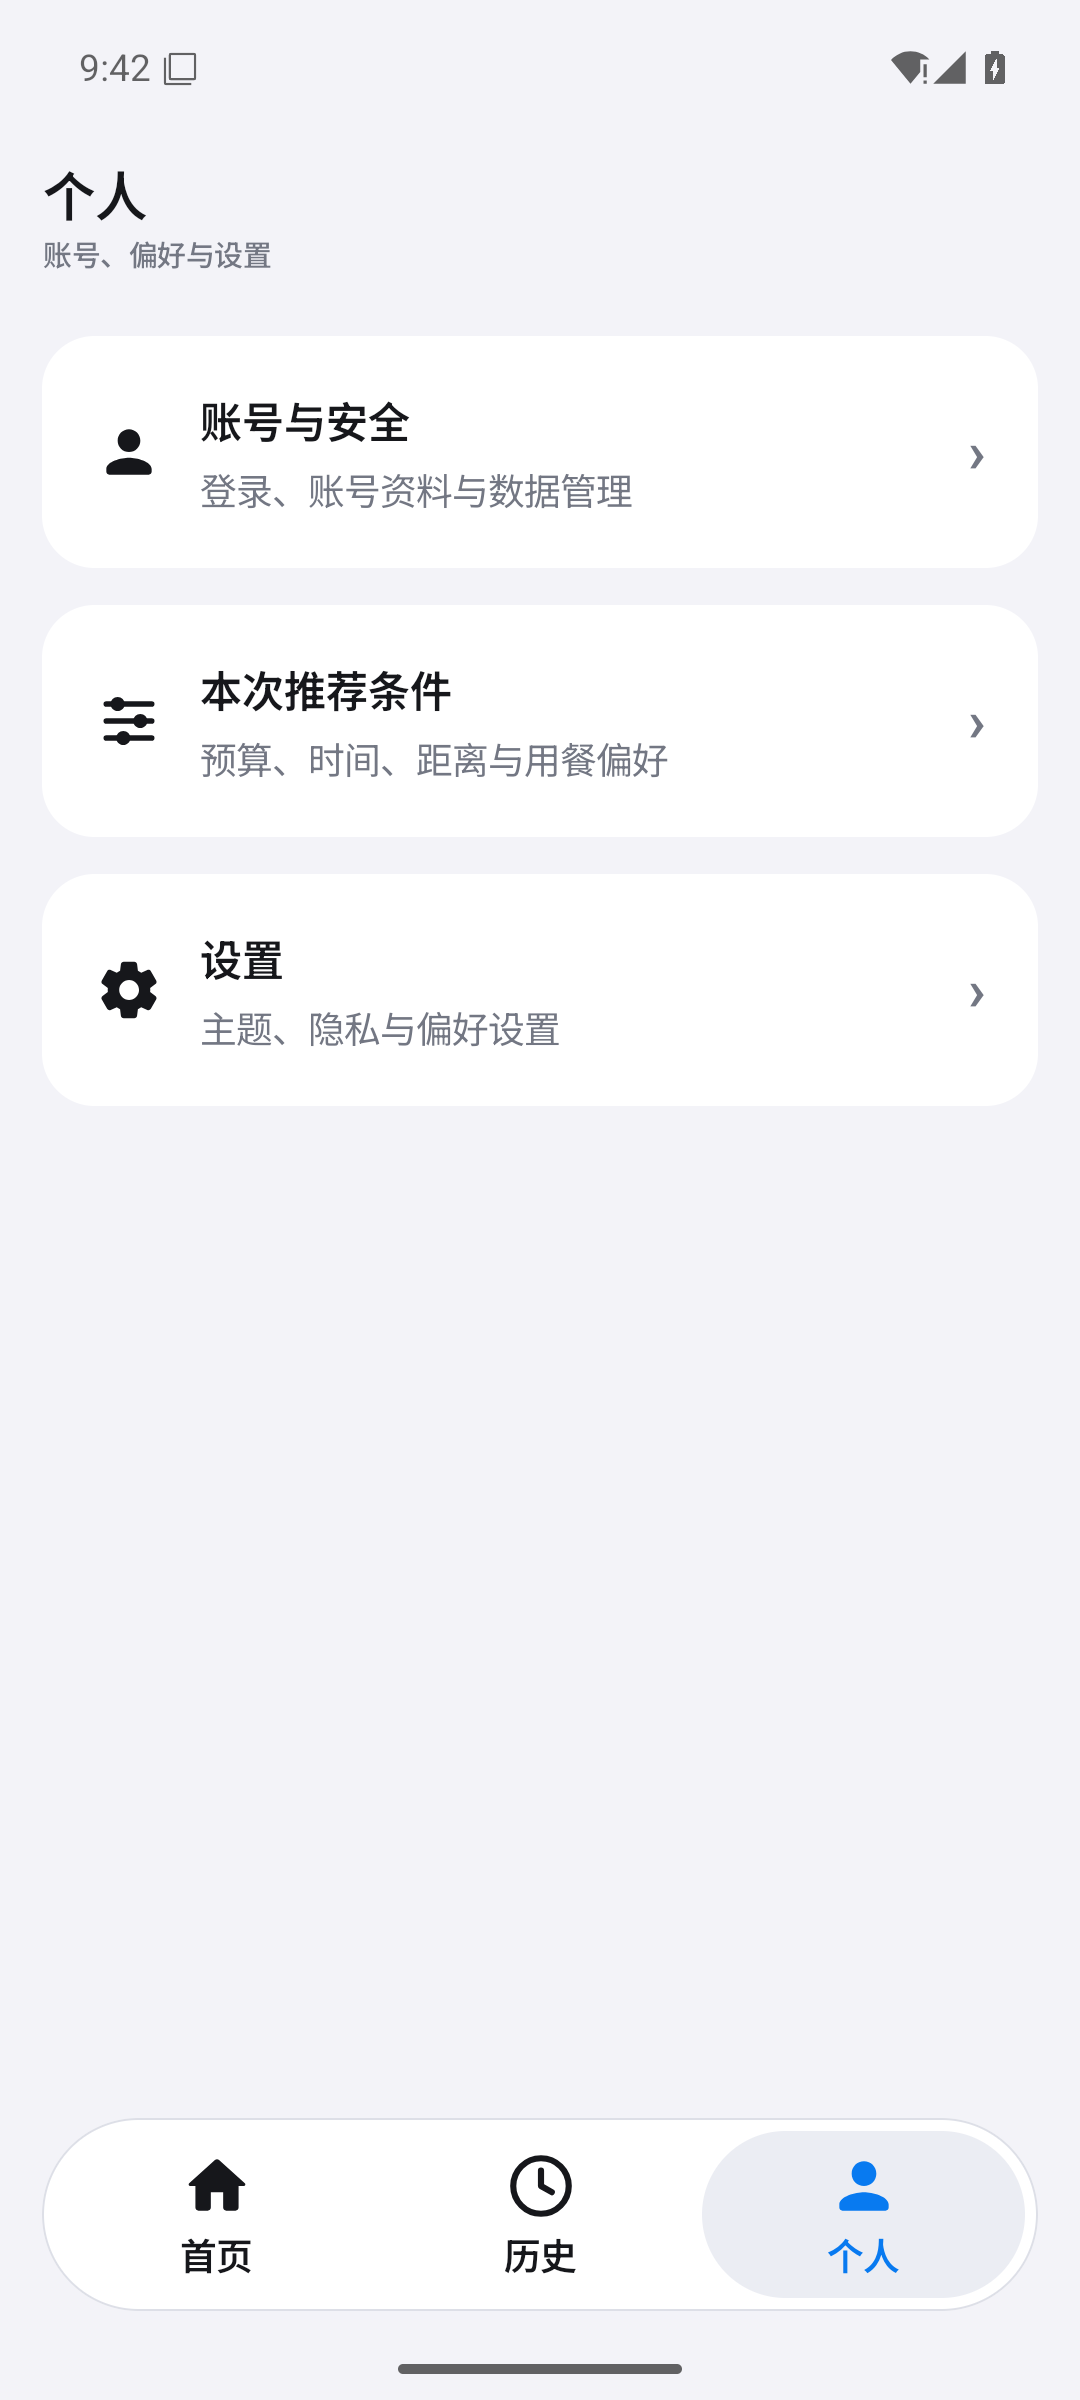 9:42
个人
账号、偏好与设置
账号与安全
登录、账号资料与数据管理
本次推荐条件
预算、时间、距离与用餐偏好
设置
主题、隐私与偏好设置
首页
历史
个人